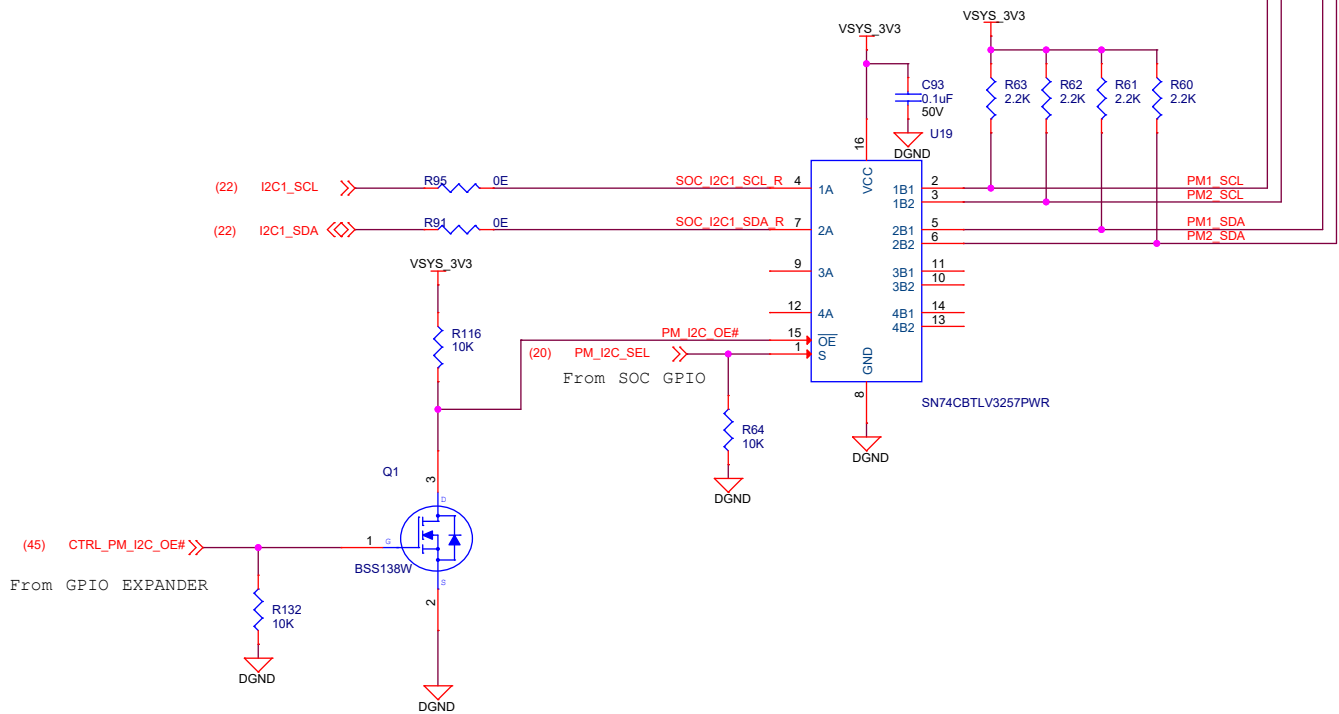 VSYS_3V3
VSYS_3V3
C93
0.1uF
50V
R63
2.2K
R62
2.2K
R61
2.2K
R60
2.2K
U19
16
DGND
(22) I2C1_SCL R95 0E SOC_I2C1_SCL_R 4 1A VCC 1B1 2 PM1_SCL
1B2 3 PM2_SCL
(22) I2C1_SDA R91 0E SOC_I2C1_SDA_R 7 2A 2B1 5 PM1_SDA
2B2 6 PM2_SDA
VSYS_3V3
9 3A 3B1 11
3B2 10
12 4A 4B1 14
4B2 13
R116
10K
PM_I2C_OE# 15 OE
(20) PM_I2C_SEL 1 S
From SOC GPIO
GND
8
SN74CBTLV3257PWR
R64
10K
DGND
DGND
Q1
3
D
(45) CTRL_PM_I2C_OE# 1 G
BSS138W
S
From GPIO EXPANDER
2
R132
10K
DGND
DGND